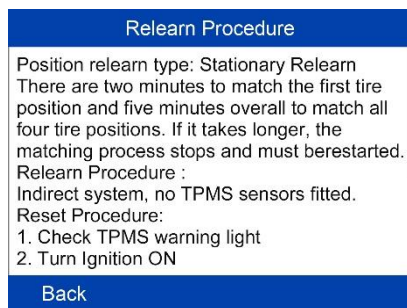 Relearn Procedure
Position relearn type: Stationary Relearn
There are two minutes to match the first tire
position and five minutes overall to match all
four tire positions. If it takes longer, the
matching process stops and must berestarted.
Relearn Procedure :
Indirect system, no TPMS sensors fitted.
Reset Procedure:
1. Check TPMS warning light
2. Turn Ignition ON
Back